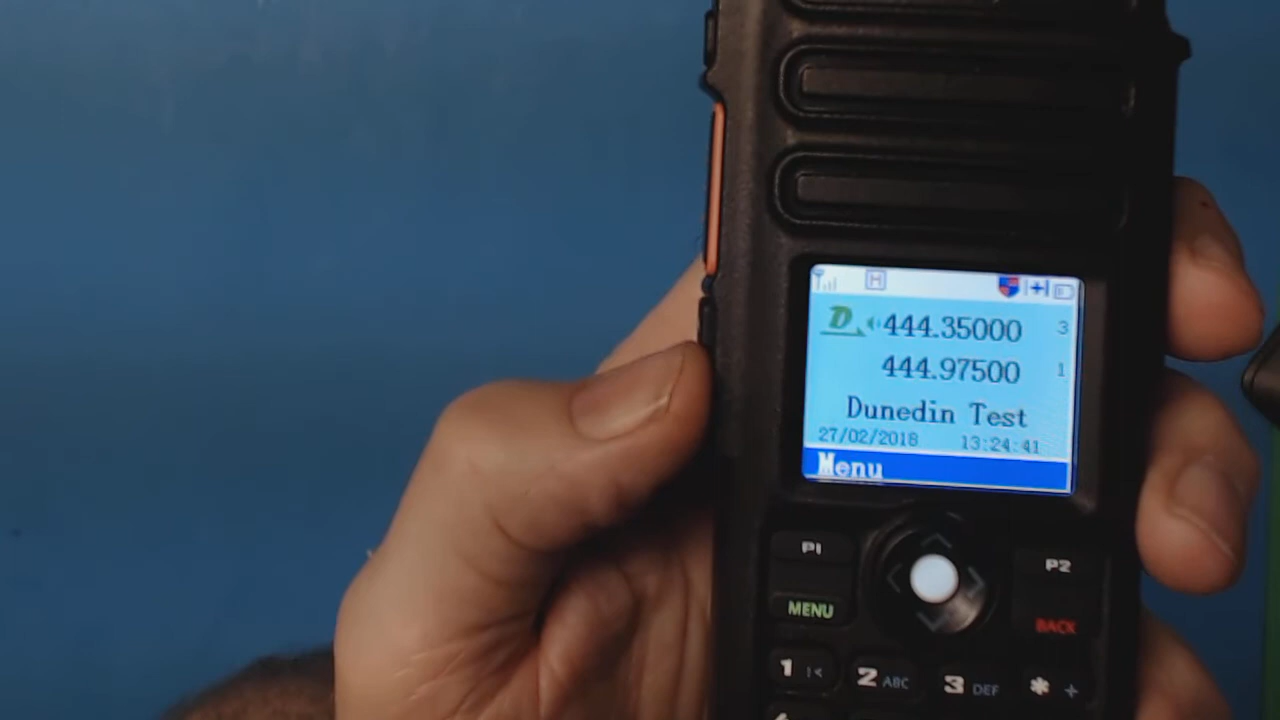 H
D 444.35000 3
444.97500 1
Dunedin Test
27/02/2018 13:24:41
Menu
P1 P2
MENU BACK
1 |< 2 ABC 3 DEF * +